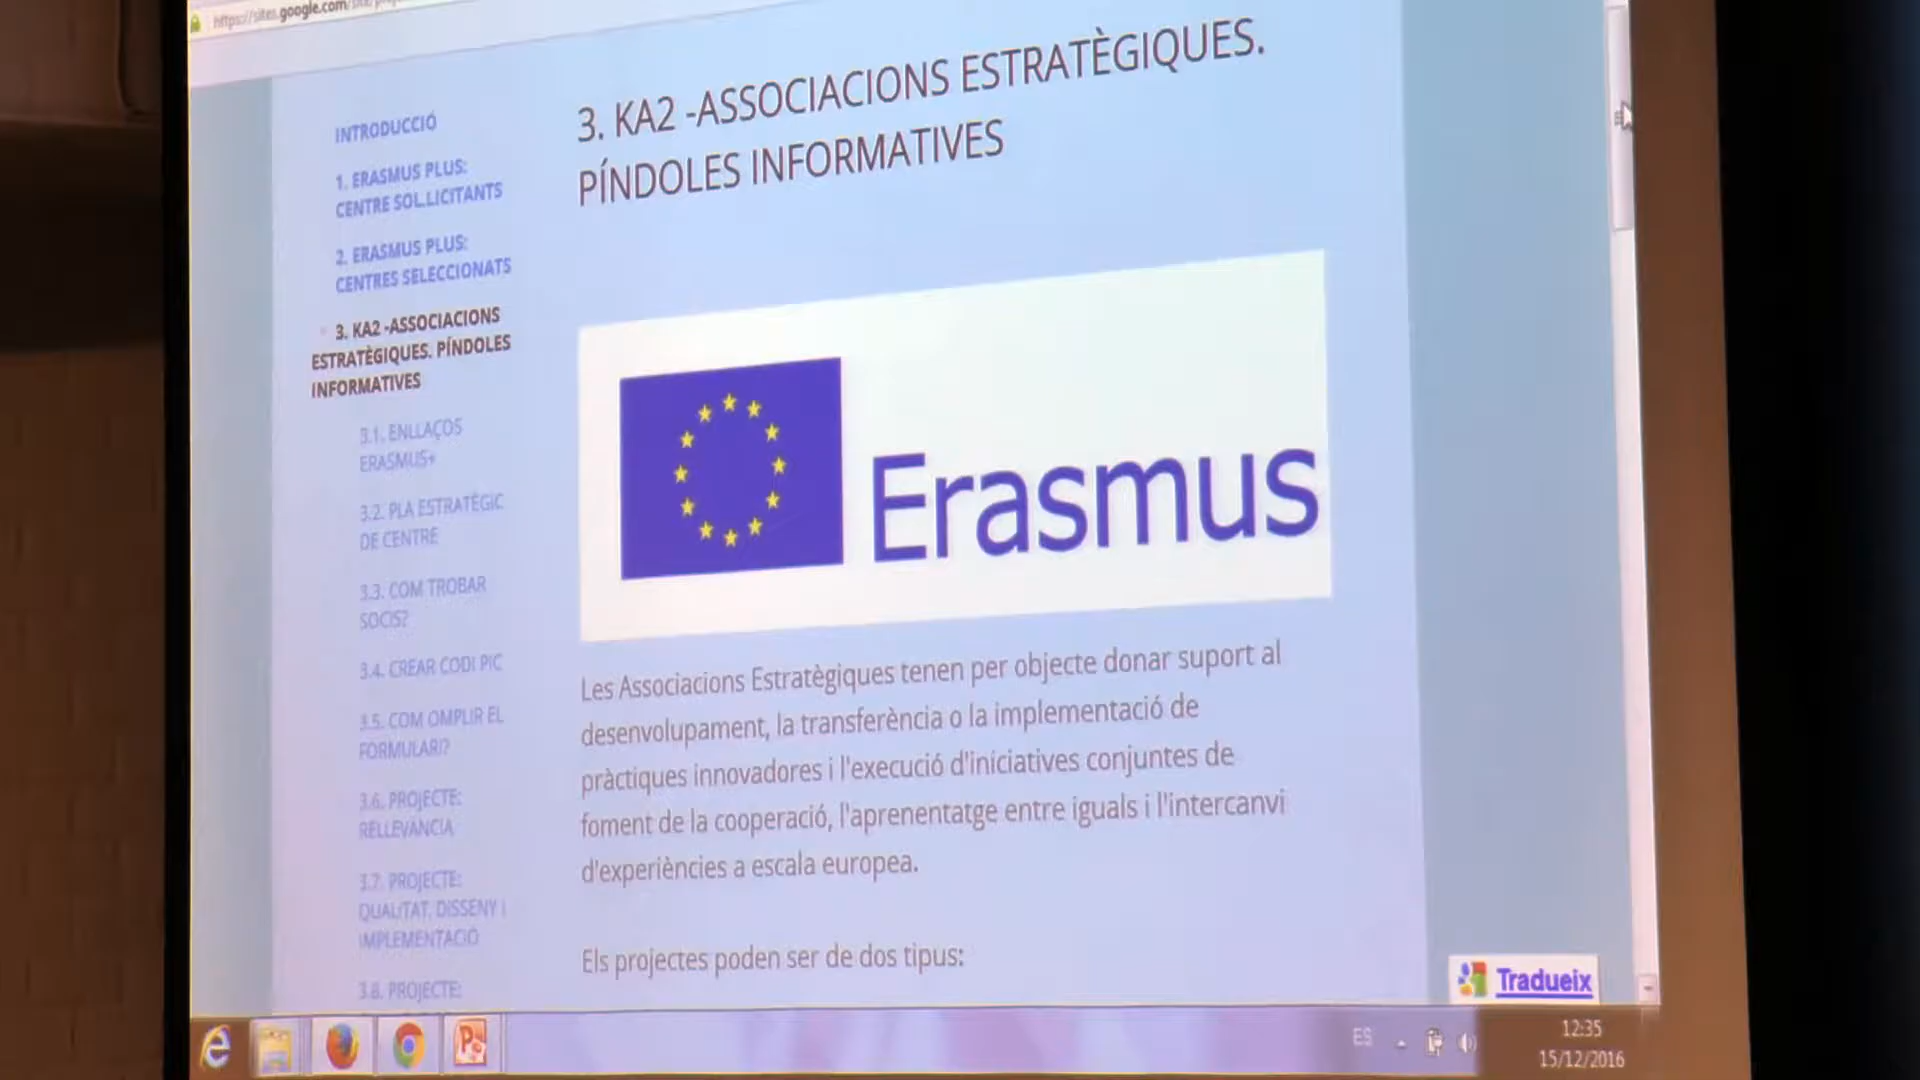 https://sites.google.com/
INTRODUCCIÓ
1. ERASMUS PLUS:
CENTRE SOL.LICITANTS
2. ERASMUS PLUS:
CENTRES SELECCIONATS
3. KA2 -ASSOCIACIONS
ESTRATÈGIQUES. PÍNDOLES
INFORMATIVES
3.1. ENLLAÇOS
ERASMUS+
3.2. PLA ESTRATÈGIC
DE CENTRE
3.3. COM TROBAR
SOCIS?
3.4. CREAR CODI PIC
3.5. COM OMPLIR EL
FORMULARI?
3.6. PROJECTE:
RELLEVÀNCIA
3.7. PROJECTE:
QUALITAT, DISSENY I
IMPLEMENTACIÓ
3.8. PROJECTE:
3. KA2 -ASSOCIACIONS ESTRATÈGIQUES.
PÍNDOLES INFORMATIVES
Erasmus
Les Associacions Estratègiques tenen per objecte donar suport al
desenvolupament, la transferència o la implementació de
pràctiques innovadores i l'execució d'iniciatives conjuntes de
foment de la cooperació, l'aprenentatge entre iguals i l'intercanvi
d'experiències a escala europea.
Els projectes poden ser de dos tipus:
Tradueix
ES
12:35
15/12/2016